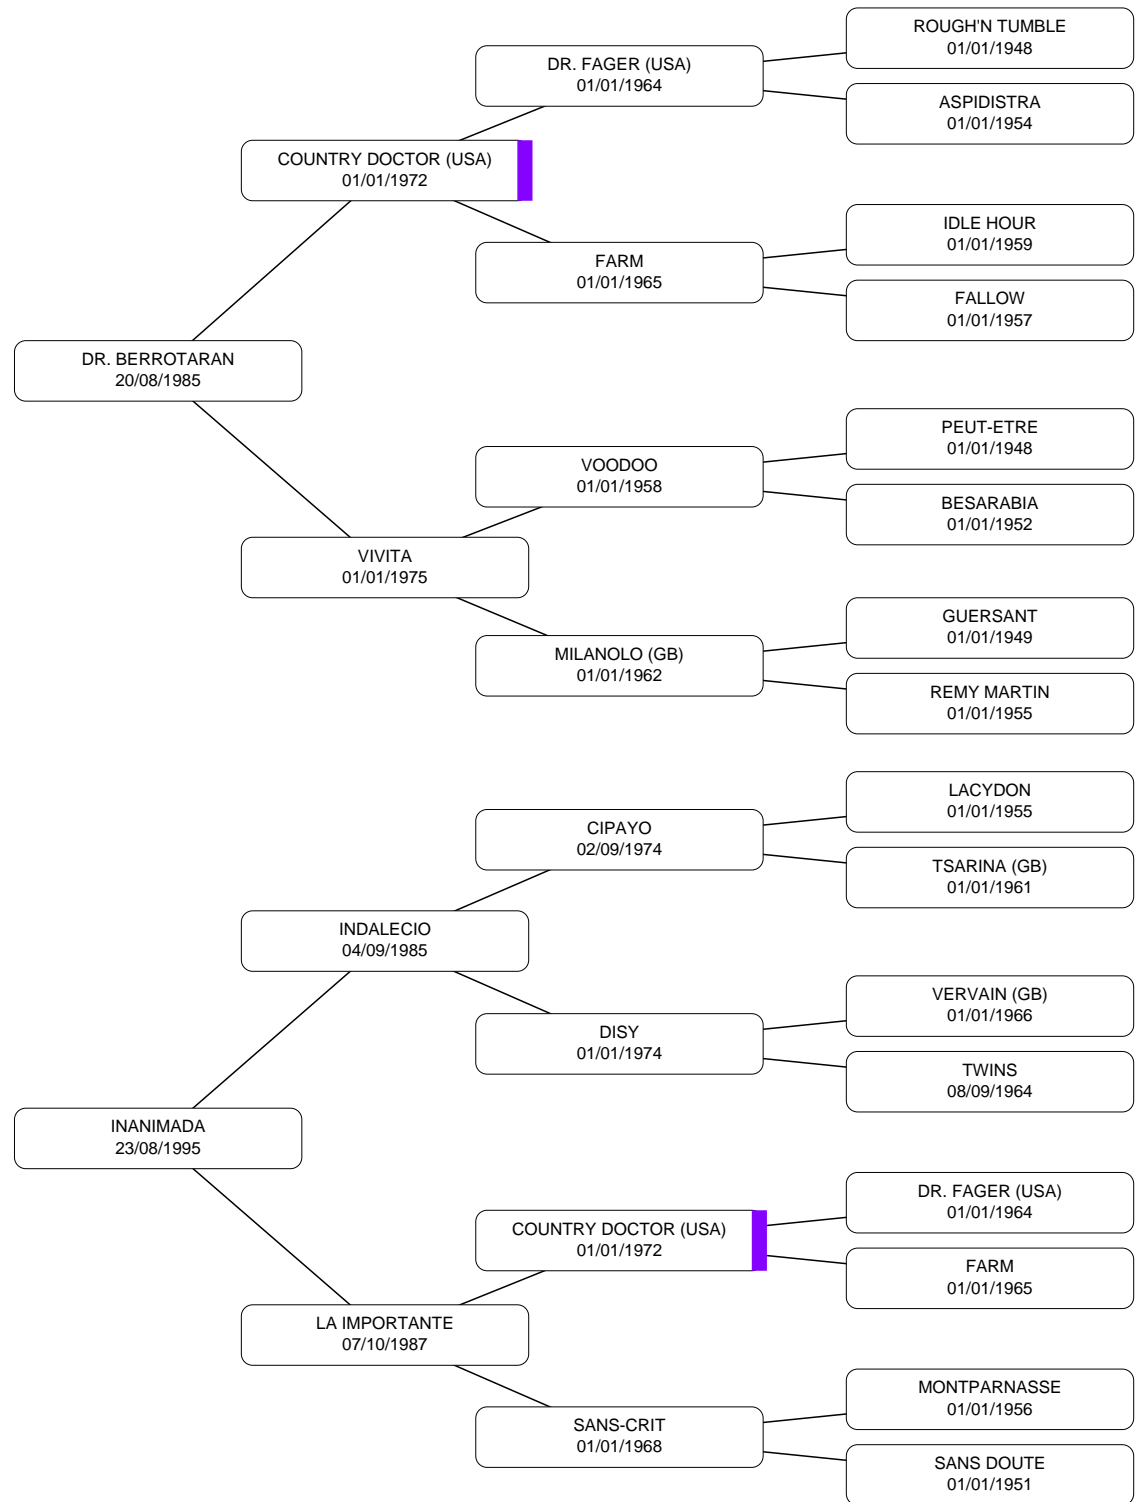 ROUGH'N TUMBLE
01/01/1948
DR. FAGER (USA)
01/01/1964
ASPIDISTRA
01/01/1954
COUNTRY DOCTOR (USA)
01/01/1972
IDLE HOUR
01/01/1959
FARM
01/01/1965
FALLOW
01/01/1957
DR. BERROTARAN
20/08/1985
PEUT-ETRE
01/01/1948
VOODOO
01/01/1958
BESARABIA
01/01/1952
VIVITA
01/01/1975
GUERSANT
01/01/1949
MILANOLO (GB)
01/01/1962
REMY MARTIN
01/01/1955
LACYDON
01/01/1955
CIPAYO
02/09/1974
TSARINA (GB)
01/01/1961
INDALECIO
04/09/1985
VERVAIN (GB)
01/01/1966
DISY
01/01/1974
TWINS
08/09/1964
INANIMADA
23/08/1995
DR. FAGER (USA)
01/01/1964
COUNTRY DOCTOR (USA)
01/01/1972
FARM
01/01/1965
LA IMPORTANTE
07/10/1987
MONTPARNASSE
01/01/1956
SANS-CRIT
01/01/1968
SANS DOUTE
01/01/1951